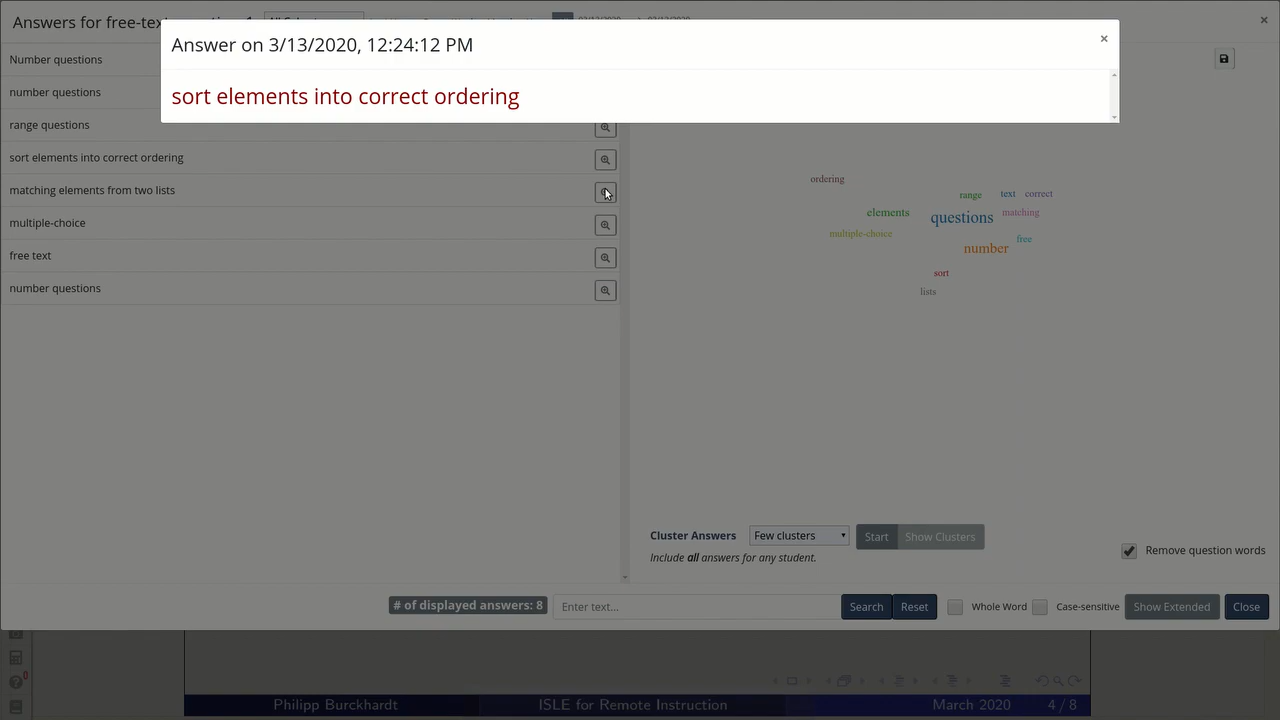 Answers for free-text
Answer on 3/13/2020, 12:24:12 PM
sort elements into correct ordering
Number questions
number questions
range questions
sort elements into correct ordering
matching elements from two lists
multiple-choice
free text
number questions
ordering
range
text
correct
elements
questions
matching
multiple-choice
number
free
sort
lists
Cluster Answers
Few clusters
Start
Show Clusters
Include all answers for any student.
Remove question words
# of displayed answers: 8
Enter text...
Search
Reset
Whole Word
Case-sensitive
Show Extended
Close
Philipp Burckhardt
ISLE for Remote Instruction
March 2020
4 / 8